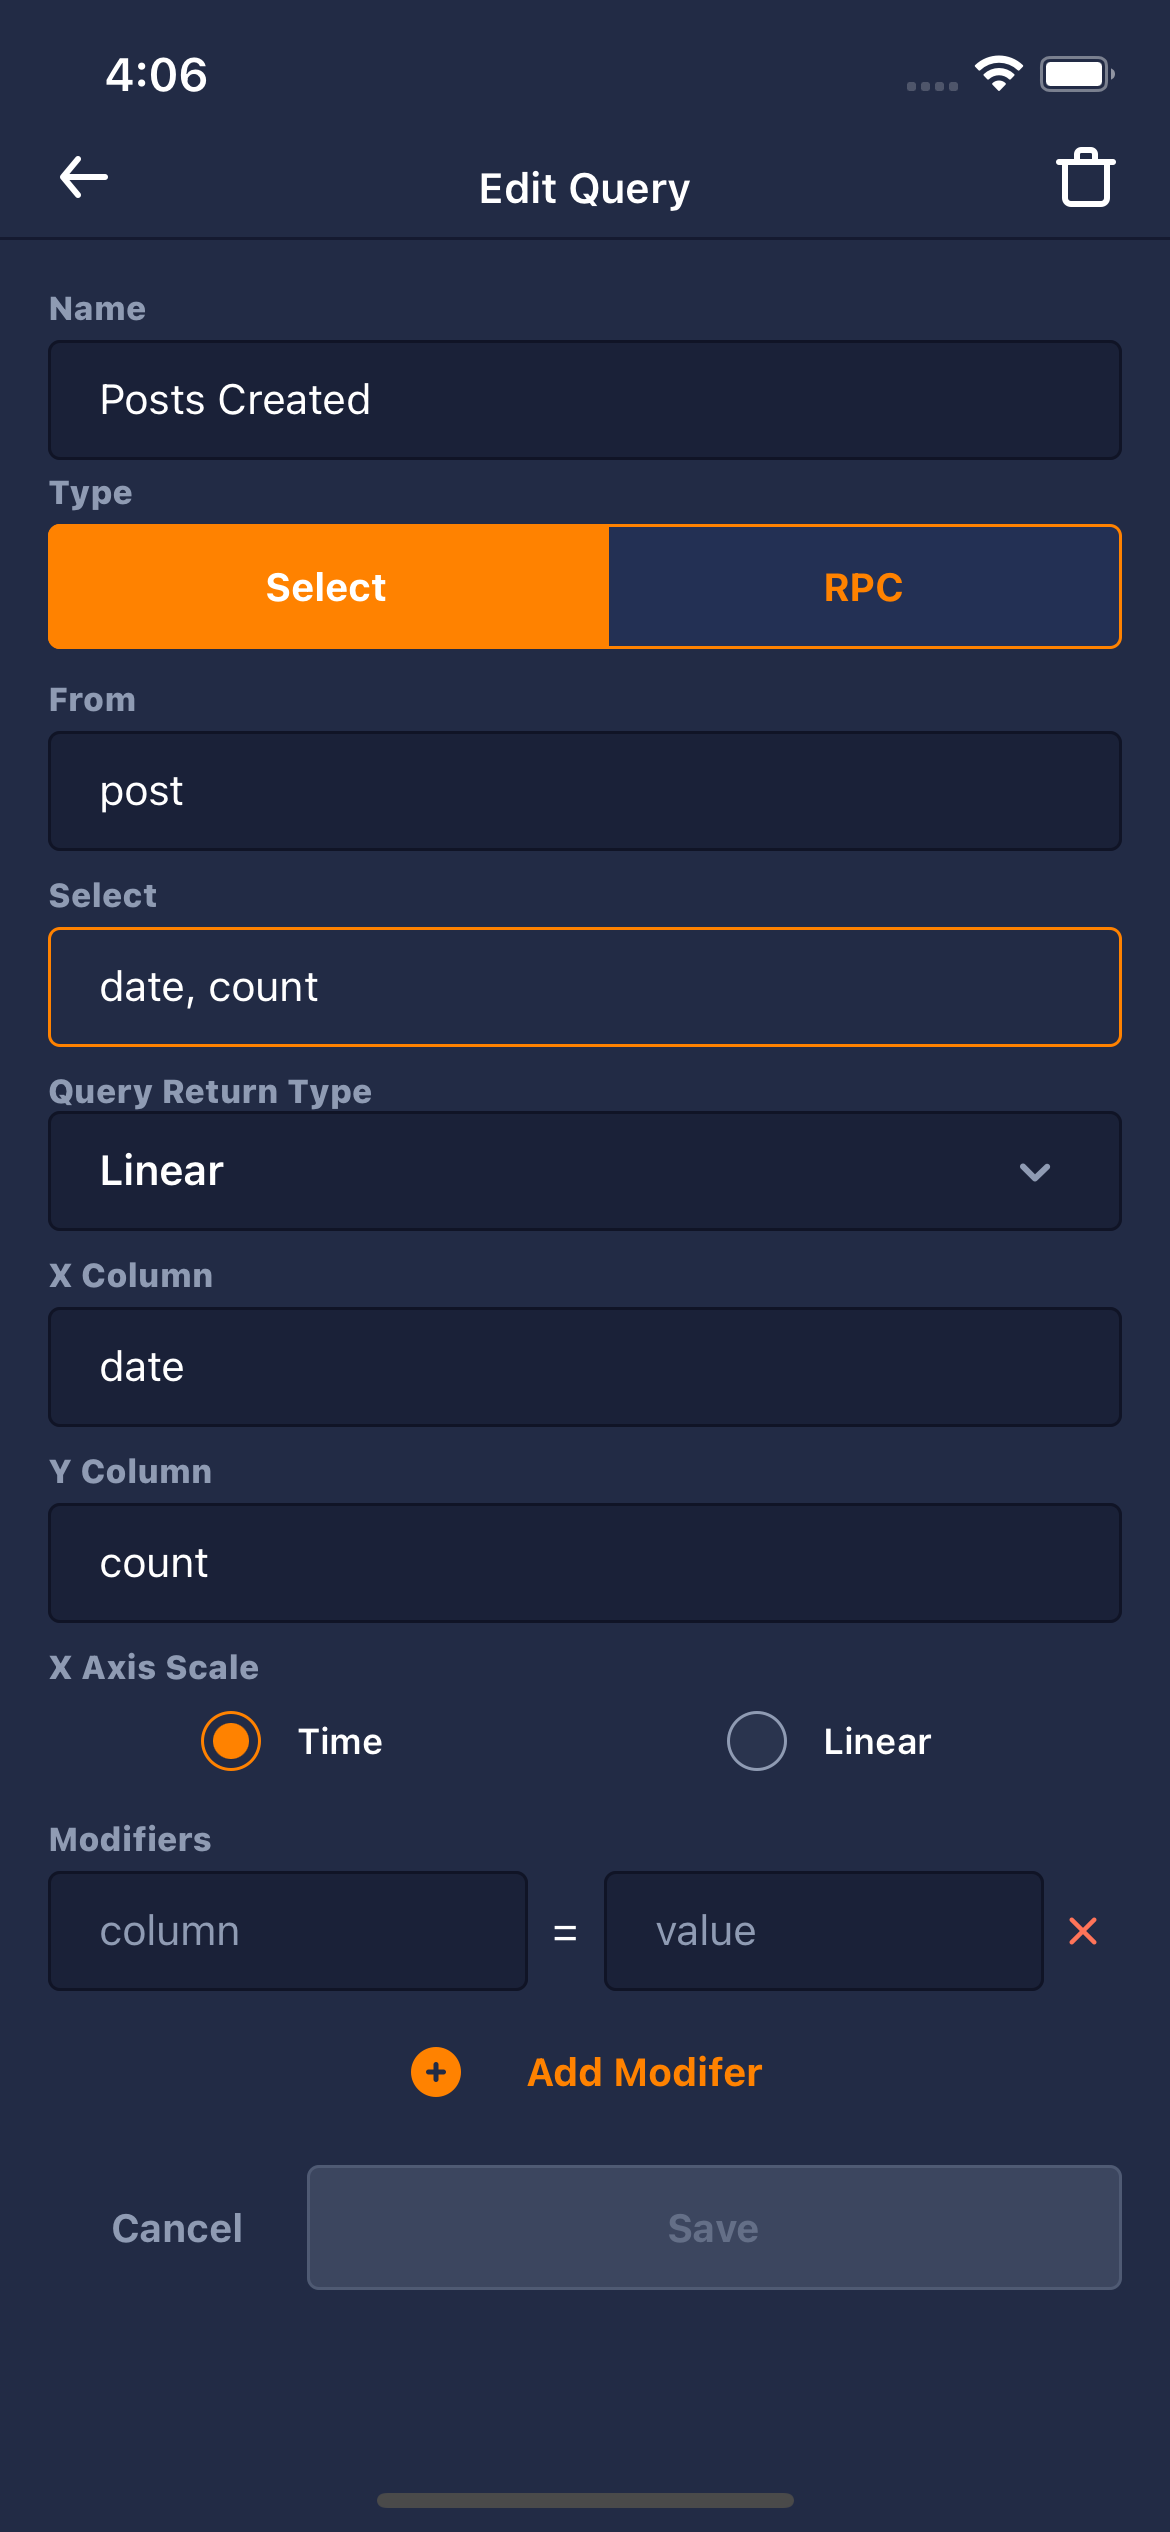 4:06
Edit Query
Name
Posts Created
Type
Select RPC
From
post
Select
date, count
Query Return Type
Linear
X Column
date
Y Column
count
X Axis Scale
Time Linear
Modifiers
column = value
Add Modifer
Cancel Save